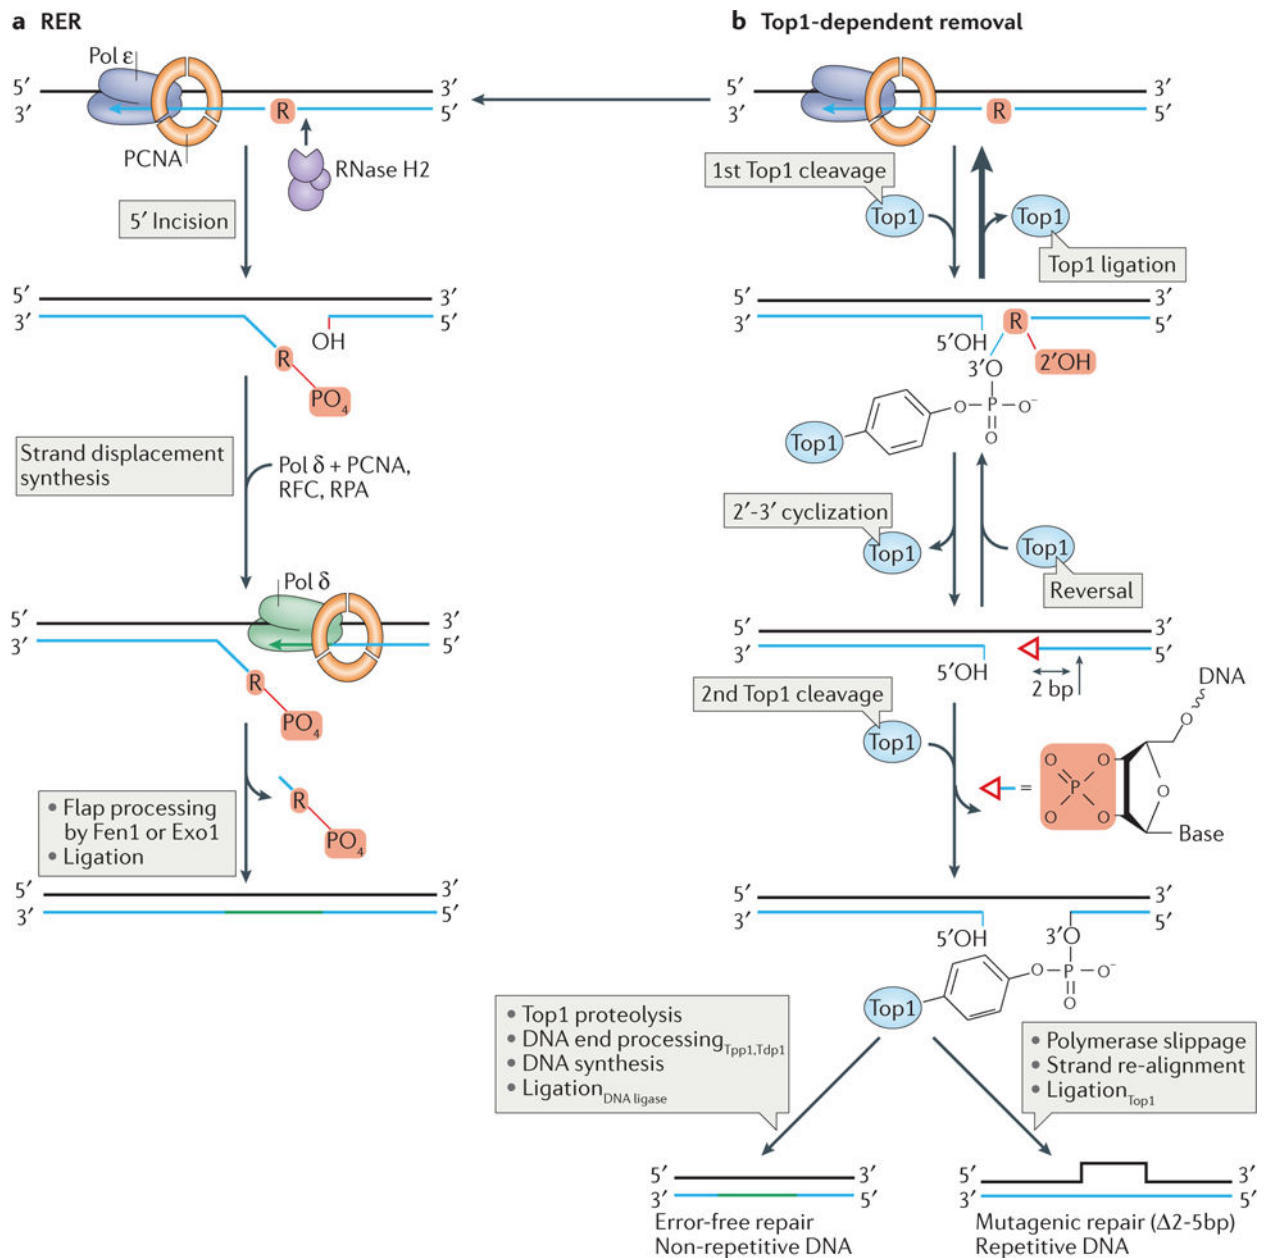 a RER
Pol ε
5′
3′
3′
5′
R
PCNA
RNase H2
5′ Incision
5′
3′
3′
5′
OH
R
PO4
Strand displacement
synthesis
Pol δ + PCNA,
RFC, RPA
Pol δ
5′
3′
3′
5′
R
PO4
• Flap processing
by Fen1 or Exo1
• Ligation
R
PO4
5′
3′
3′
5′
b Top1-dependent removal
5′
3′
3′
5′
R
1st Top1 cleavage
Top1
Top1
Top1 ligation
5′
3′
3′
5′
5′OH
R
2′OH
3′O
O
P
O⁻
O
Top1
2′-3′ cyclization
Top1
Top1
Reversal
5′
3′
3′
5′
5′OH
2 bp
2nd Top1 cleavage
Top1
=
DNA
O
O
O
P
O
O
O
Base
5′
3′
3′
5′
5′OH
3′O
O
P
O⁻
O
Top1
• Top1 proteolysis
• DNA end processing Tpp1,Tdp1
• DNA synthesis
• Ligation DNA ligase
• Polymerase slippage
• Strand re-alignment
• Ligation Top1
5′
3′
3′
5′
Error-free repair
Non-repetitive DNA
5′
3′
3′
5′
Mutagenic repair (Δ2-5bp)
Repetitive DNA